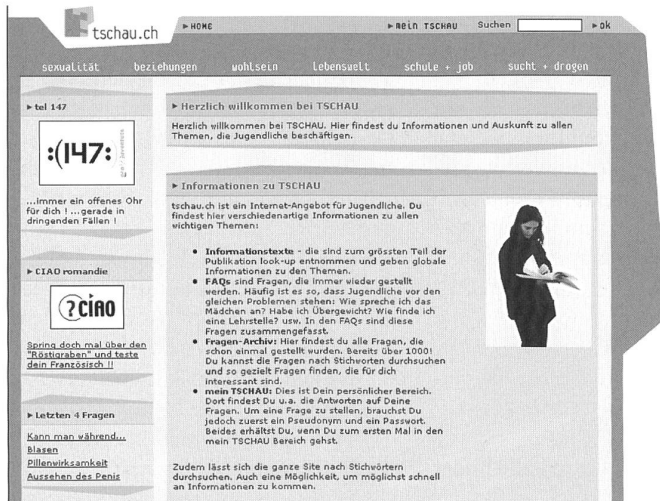 tschau.ch
▸ HOME
▸ mein TSCHAU
Suchen
▸ ok
sexualität beziehungen wohlsein lebenswelt schule + job sucht + drogen
▸ tel 147
:(147:
pro juventute
...immer ein offenes Ohr
für dich ! ...gerade in
dringenden Fällen !
▸ CIAO romandie
(?CIAO
Spring doch mal über den
"Röstigraben" und teste
dein Französisch !!
▸ Letzten 4 Fragen
Kann man während...
Blasen
Pillenwirksamkeit
Aussehen des Penis
▸ Herzlich willkommen bei TSCHAU
Herzlich willkommen bei TSCHAU. Hier findest du Informationen und Auskunft zu allen
Themen, die Jugendliche beschäftigen.
▸ Informationen zu TSCHAU
tschau.ch ist ein Internet-Angebot für Jugendliche. Du
findest hier verschiedenartige Informationen zu allen
wichtigen Themen:
• Informationstexte - die sind zum grössten Teil der
Publikation look-up entnommen und geben globale
Informationen zu den Themen.
• FAQs sind Fragen, die immer wieder gestellt
werden. Häufig ist es so, dass Jugendliche vor den
gleichen Problemen stehen: Wie spreche ich das
Mädchen an? Habe ich Übergewicht? Wie finde ich
eine Lehrstelle? usw. In den FAQs sind diese
Fragen zusammengefasst.
• Fragen-Archiv: Hier findest du alle Fragen, die
schon einmal gestellt wurden. Bereits über 1000!
Du kannst die Fragen nach Stichworten durchsuchen
und so gezielt Fragen finden, die für dich
interessant sind.
• mein TSCHAU: Dies ist Dein persönlicher Bereich.
Dort findest Du u.a. die Antworten auf Deine
Fragen. Um eine Frage zu stellen, brauchst Du
jedoch zuerst ein Pseudonym und ein Passwort.
Beides erhältst Du, wenn Du zum ersten Mal in den
mein TSCHAU Bereich gehst.
Zudem lässt sich die ganze Site nach Stichwörtern
durchsuchen. Auch eine Möglichkeit, um möglichst schnell
an Informationen zu kommen.